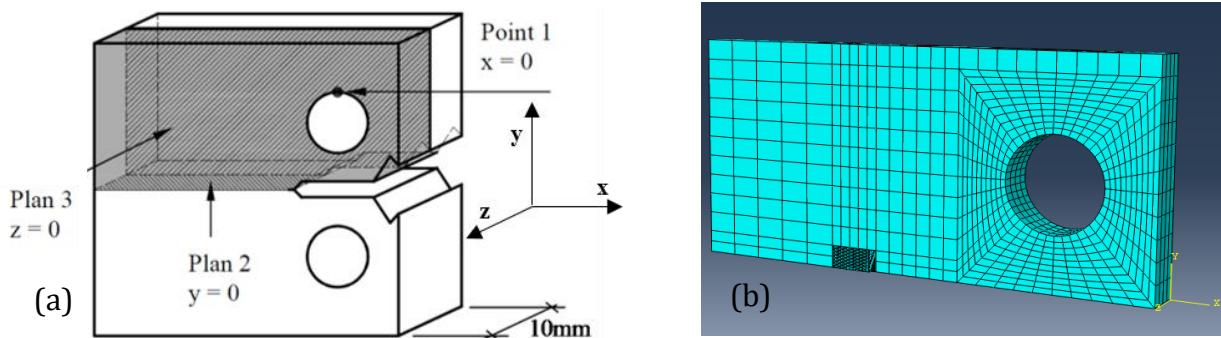 Point 1
x = 0
y
x
z
Plan 3
z = 0
Plan 2
y = 0
10mm
(a)
(b)
Y
Z
X